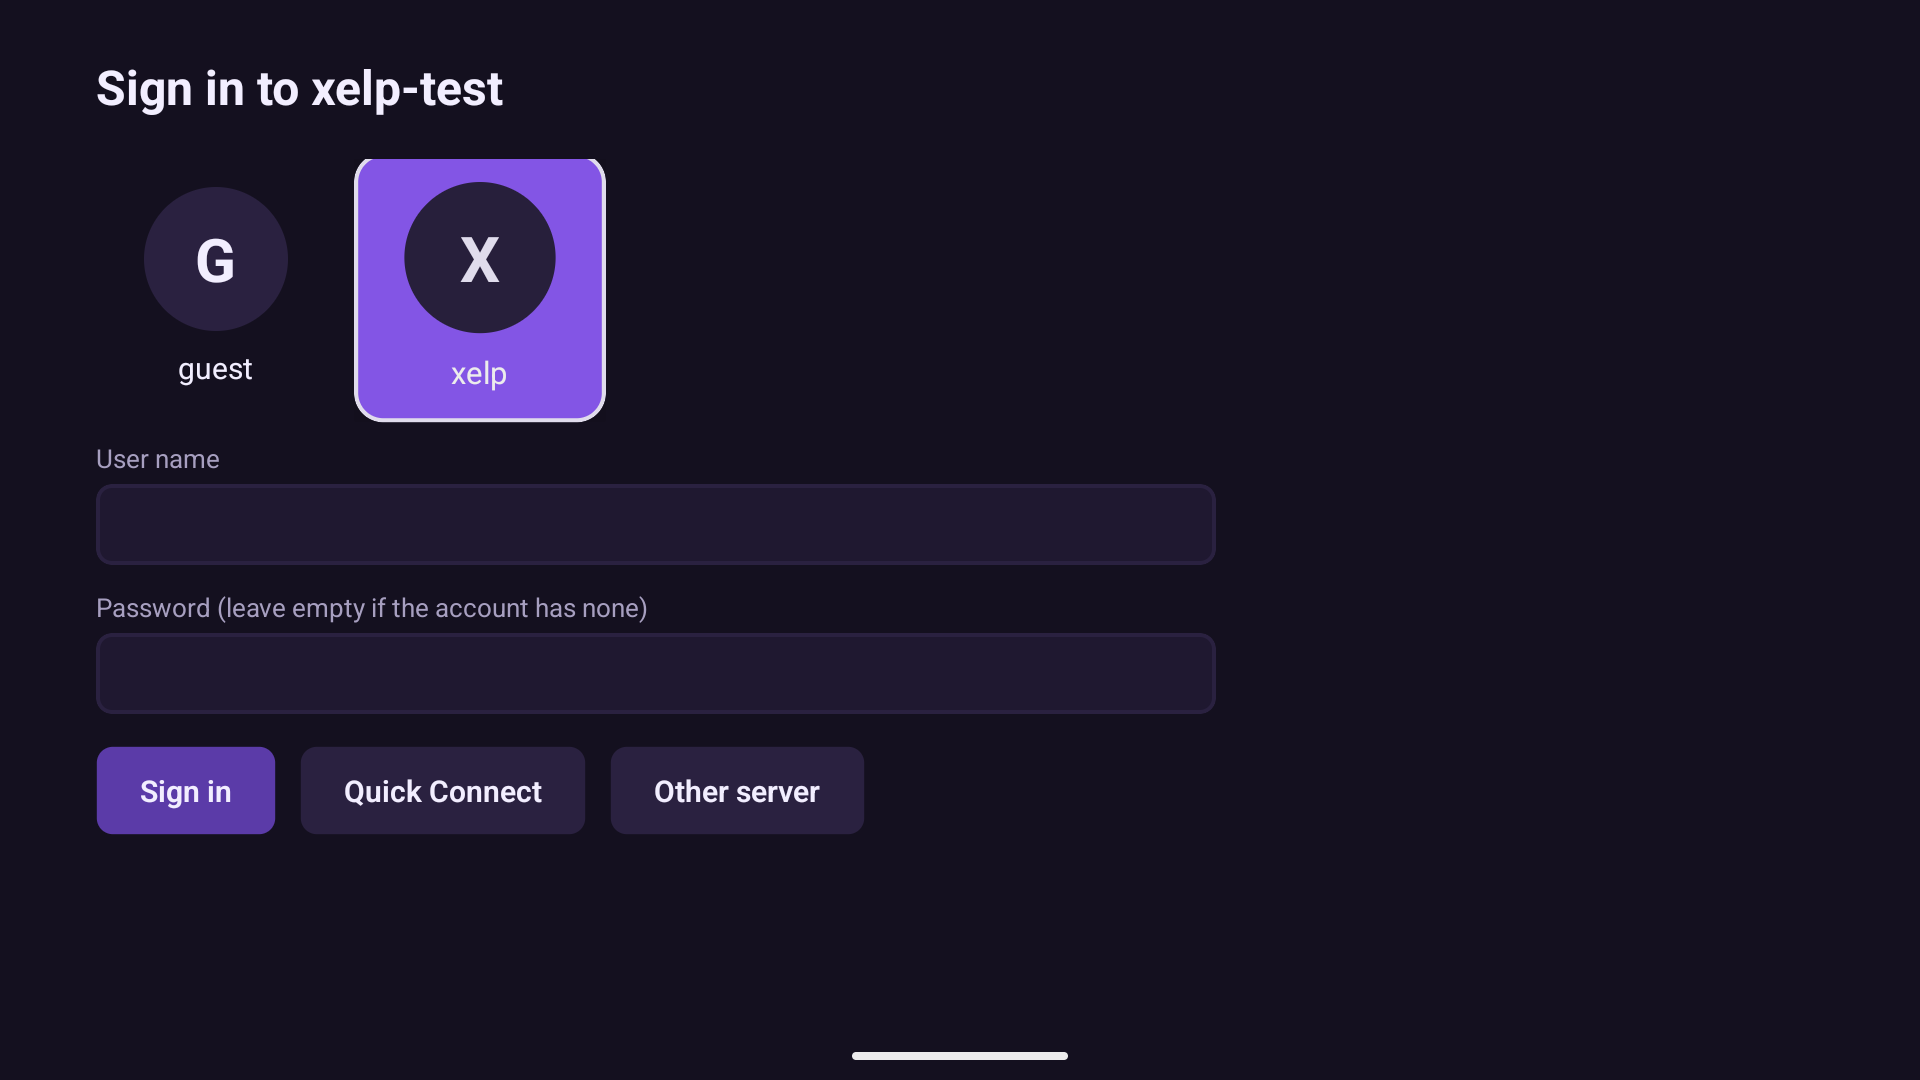 Sign in to xelp-test
G
X
guest
xelp
User name
Password (leave empty if the account has none)
Sign in
Quick Connect
Other server